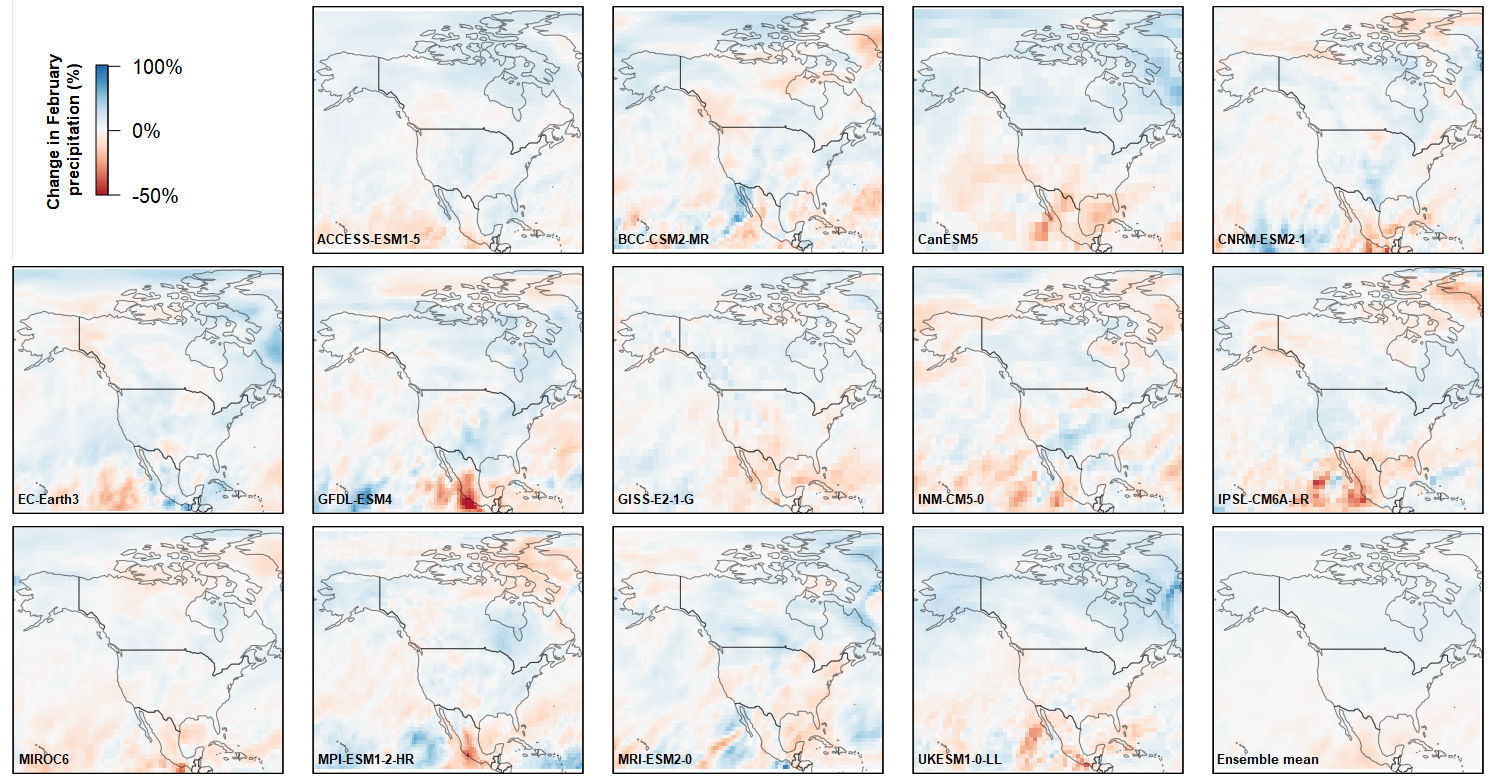 Change in February
precipitation (%)
100%
0%
-50%
ACCESS-ESM1-5
BCC-CSM2-MR
CanESM5
CNRM-ESM2-1
EC-Earth3
GFDL-ESM4
GISS-E2-1-G
INM-CM5-0
IPSL-CM6A-LR
MIROC6
MPI-ESM1-2-HR
MRI-ESM2-0
UKESM1-0-LL
Ensemble mean